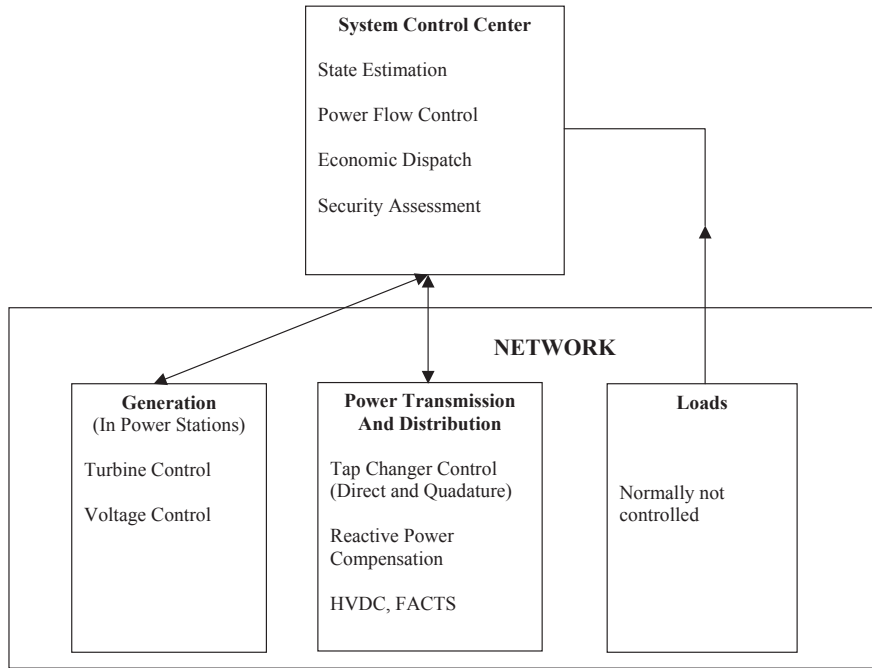 System Control Center
State Estimation
Power Flow Control
Economic Dispatch
Security Assessment
NETWORK
Generation
(In Power Stations)
Turbine Control
Voltage Control
Power Transmission
And Distribution
Tap Changer Control
(Direct and Quadature)
Reactive Power
Compensation
HVDC, FACTS
Loads
Normally not
controlled